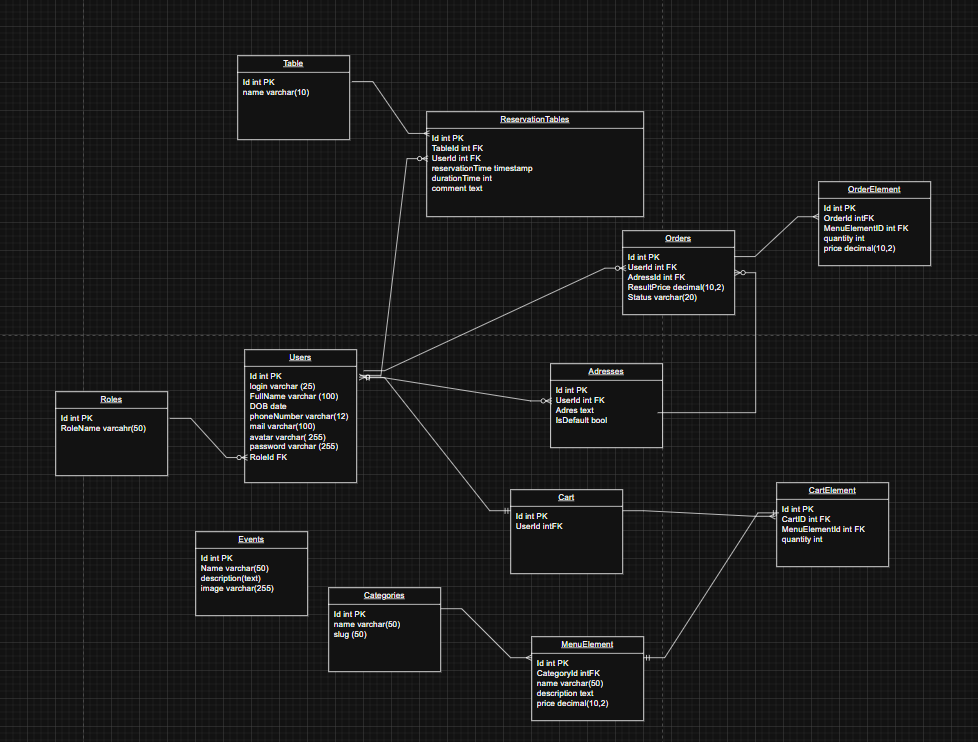 Table
Id int PK
name varchar(10)
ReservationTables
Id int PK
TableId int FK
UserId int FK
reservationTime timestamp
durationTime int
comment text
OrderElement
Id int PK
OrderId intFK
MenuElementID int FK
quantity int
price decimal(10,2)
Orders
Id int PK
UserId int FK
AdressId int FK
ResultPrice decimal(10,2)
Status varchar(20)
Users
Id int PK
login varchar (25)
FullName varchar (100)
DOB date
phoneNumber varchar(12)
mail varchar(100)
avatar varchar( 255)
password varchar (255)
RoleId FK
Adresses
Id int PK
UserId int FK
Adres text
IsDefault bool
Roles
Id int PK
RoleName varcahr(50)
Cart
Id int PK
UserId intFK
CartElement
Id int PK
CartID int FK
MenuElementId int FK
quantity int
Events
Id int PK
Name varchar(50)
description(text)
image varchar(255)
Categories
Id int PK
name varchar(50)
slug (50)
MenuElement
Id int PK
CategoryId intFK
name varchar(50)
description text
price decimal(10,2)